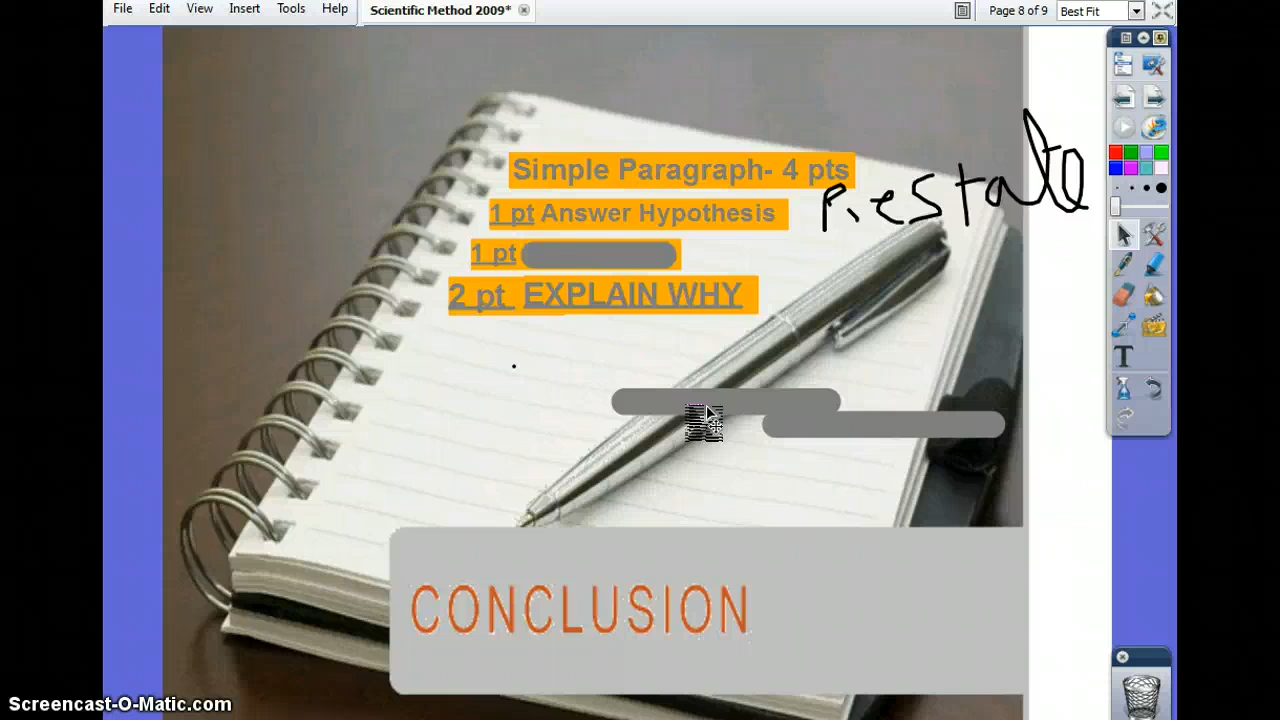 File Edit View Insert Tools Help Scientific Method 2009* Page 8 of 9 Best Fit
Simple Paragraph- 4 pts
1 pt Answer Hypothesis
1 pt
2 pt EXPLAIN WHY
CONCLUSION
Screencast-O-Matic.com
T